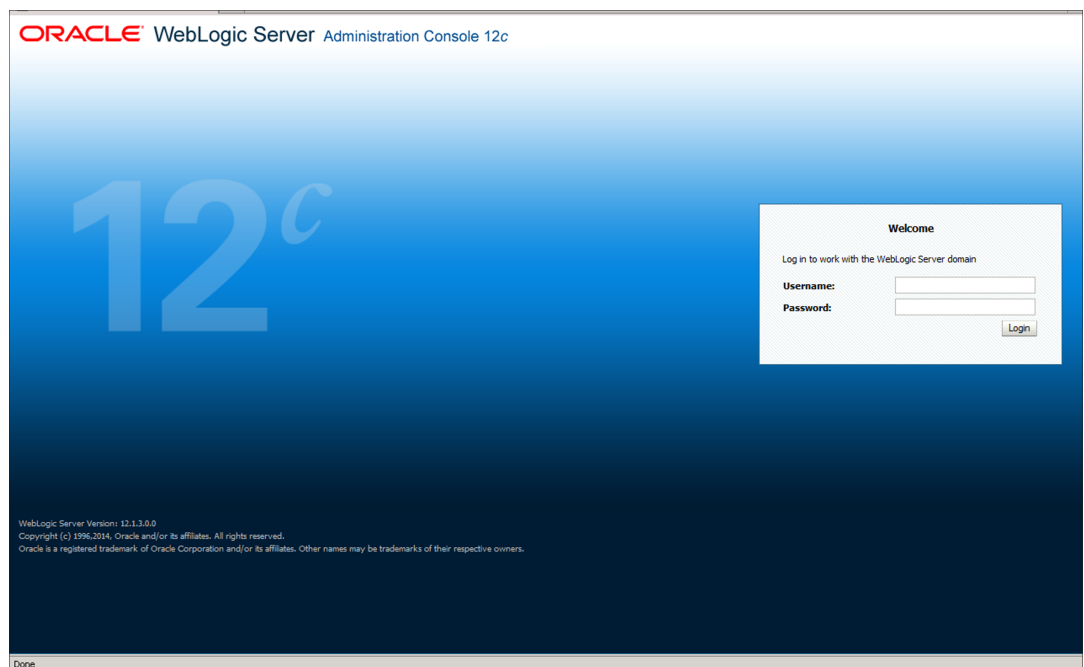 ORACLE WebLogic Server Administration Console 12c
12c
Welcome
Log in to work with the WebLogic Server domain
Username:
Password:
Login
WebLogic Server Version: 12.1.3.0.0
Copyright (c) 1996,2014, Oracle and/or its affiliates. All rights reserved.
Oracle is a registered trademark of Oracle Corporation and/or its affiliates. Other names may be trademarks of their respective owners.
Done